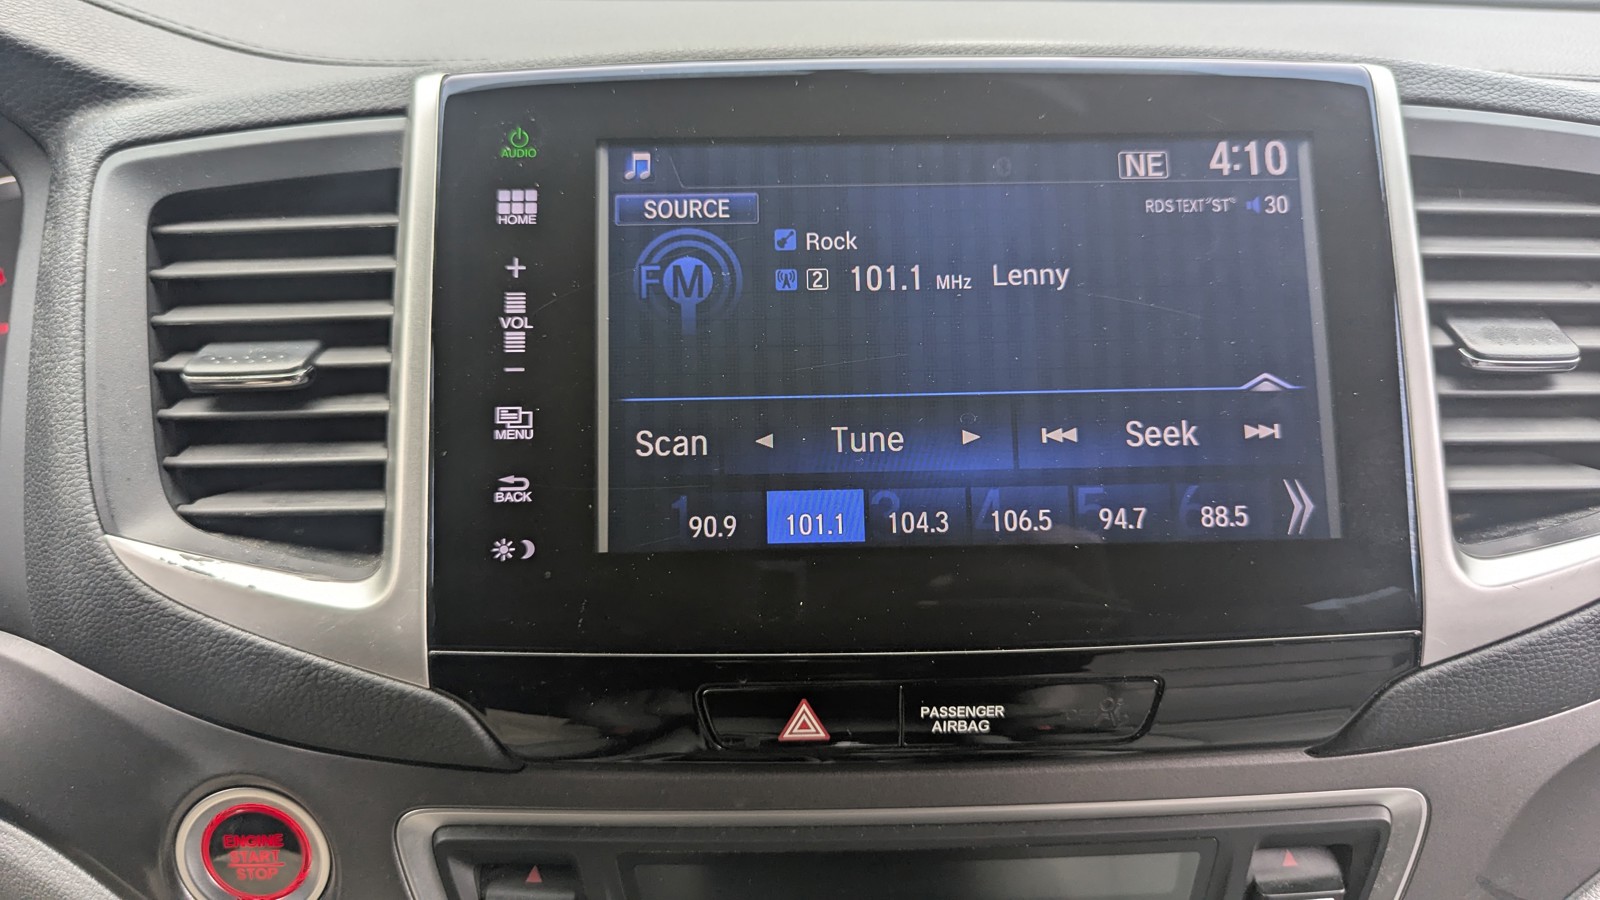 AUDIO
HOME
+
VOL
−
MENU
BACK
NE 4:10
SOURCE
RDS TEXT "ST" 30
FM
Rock
2 101.1 MHz Lenny
Scan Tune Seek
1 90.9 101.1 3 104.3 4 106.5 5 94.7 6 88.5
PASSENGER
AIRBAG
ENGINE
START
STOP